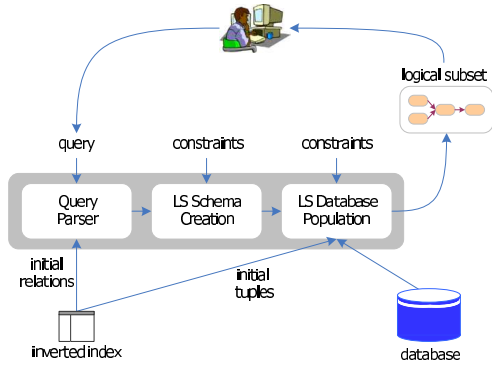 logical subset
query
constraints
constraints
Query
Parser
LS Schema
Creation
LS Database
Population
initial
relations
initial
tuples
inverted index
database